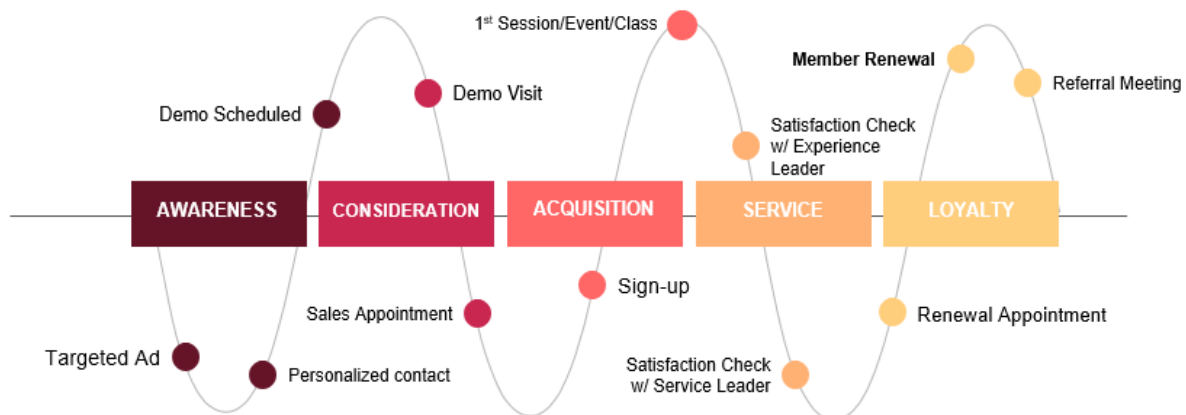 1st Session/Event/Class
Member Renewal
Referral Meeting
Demo Visit
Demo Scheduled
Satisfaction Check
w/ Experience
Leader
AWARENESS
CONSIDERATION
ACQUISITION
SERVICE
LOYALTY
Sign-up
Sales Appointment
Renewal Appointment
Targeted Ad
Personalized contact
Satisfaction Check
w/ Service Leader